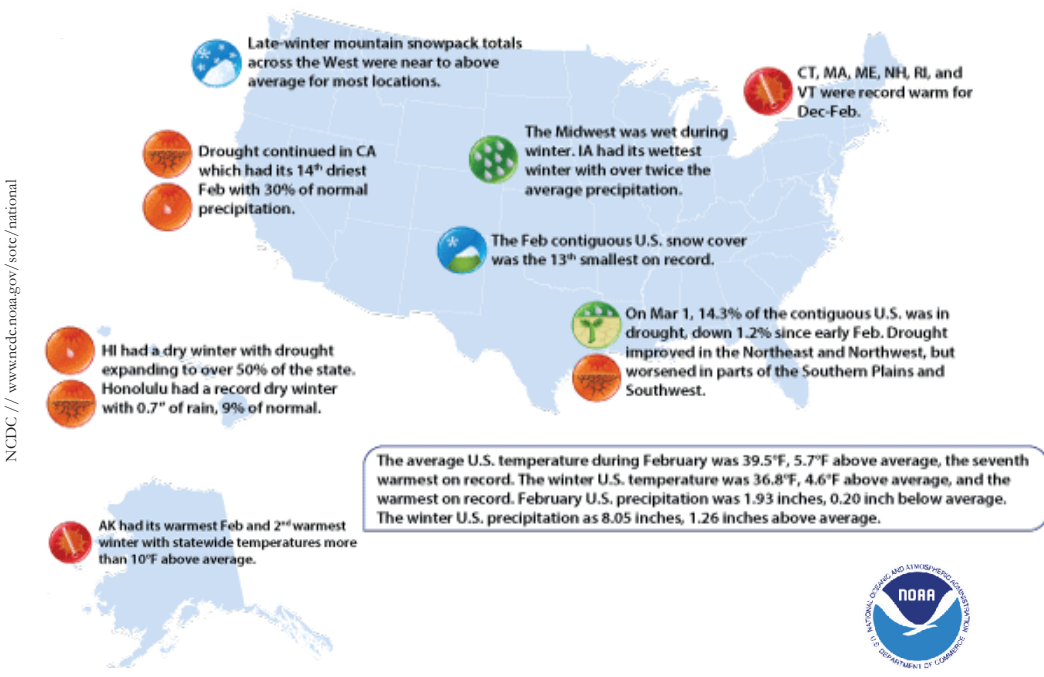 Late-winter mountain snowpack totals
across the West were near to above
average for most locations.
CT, MA, ME, NH, RI, and
VT were record warm for
Dec-Feb.
The Midwest was wet during
winter. IA had its wettest
winter with over twice the
average precipitation.
Drought continued in CA
which had its 14th driest
Feb with 30% of normal
precipitation.
The Feb contiguous U.S. snow cover
was the 13th smallest on record.
On Mar 1, 14.3% of the contiguous U.S. was in
drought, down 1.2% since early Feb. Drought
improved in the Northeast and Northwest, but
worsened in parts of the Southern Plains and
Southwest.
HI had a dry winter with drought
expanding to over 50% of the state.
Honolulu had a record dry winter
with 0.7" of rain, 9% of normal.
The average U.S. temperature during February was 39.5°F, 5.7°F above average, the seventh
warmest on record. The winter U.S. temperature was 36.8°F, 4.6°F above average, and the
warmest on record. February U.S. precipitation was 1.93 inches, 0.20 inch below average.
The winter U.S. precipitation as 8.05 inches, 1.26 inches above average.
AK had its warmest Feb and 2nd warmest
winter with statewide temperatures more
than 10°F above average.
NCDC // www.ncdc.noaa.gov/sotc/national
NATIONAL OCEANIC AND ATMOSPHERIC ADMINISTRATION
NOAA
U.S. DEPARTMENT OF COMMERCE